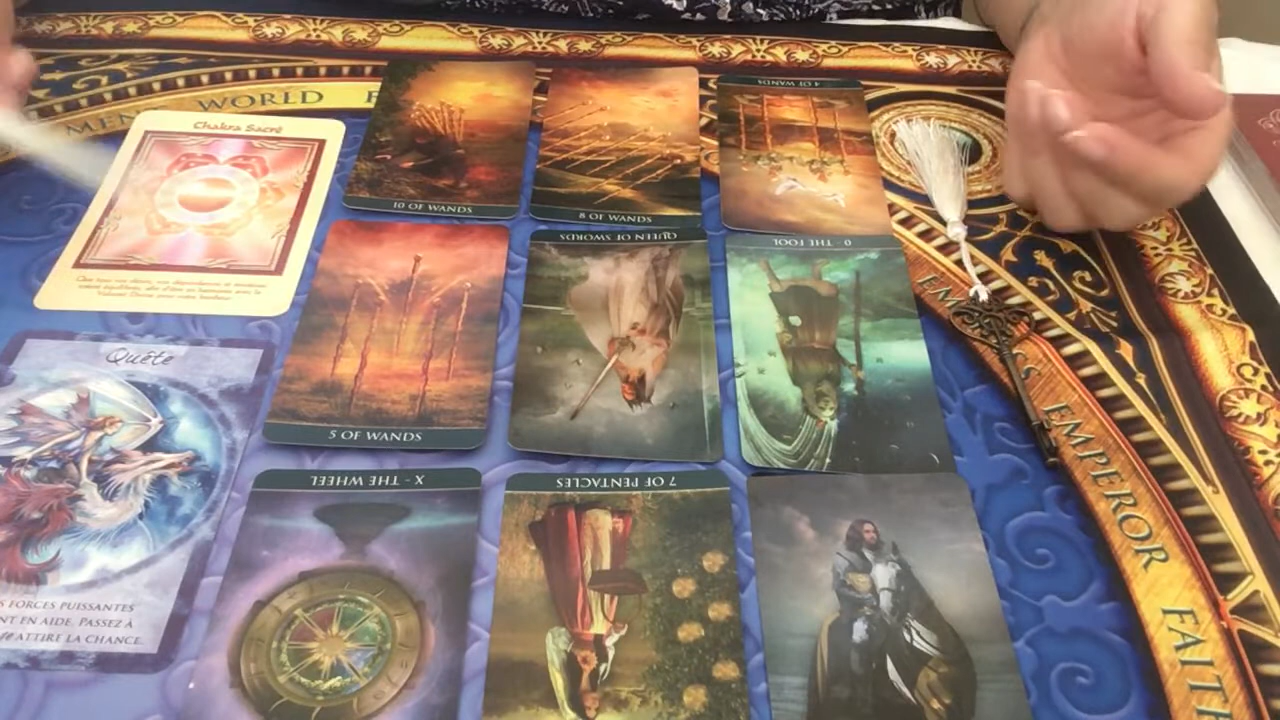 WORLD
Chakra Sacré
10 OF WANDS
8 OF WANDS
4 OF WANDS
5 OF WANDS
QUEEN OF SWORDS
0 - THE FOOL
Quête
FORCES PUISSANTES
NT EN AIDE. PASSEZ À
ATTIRE LA CHANCE.
X - THE WHEEL
7 OF PENTACLES
EMPEROR
FAIT